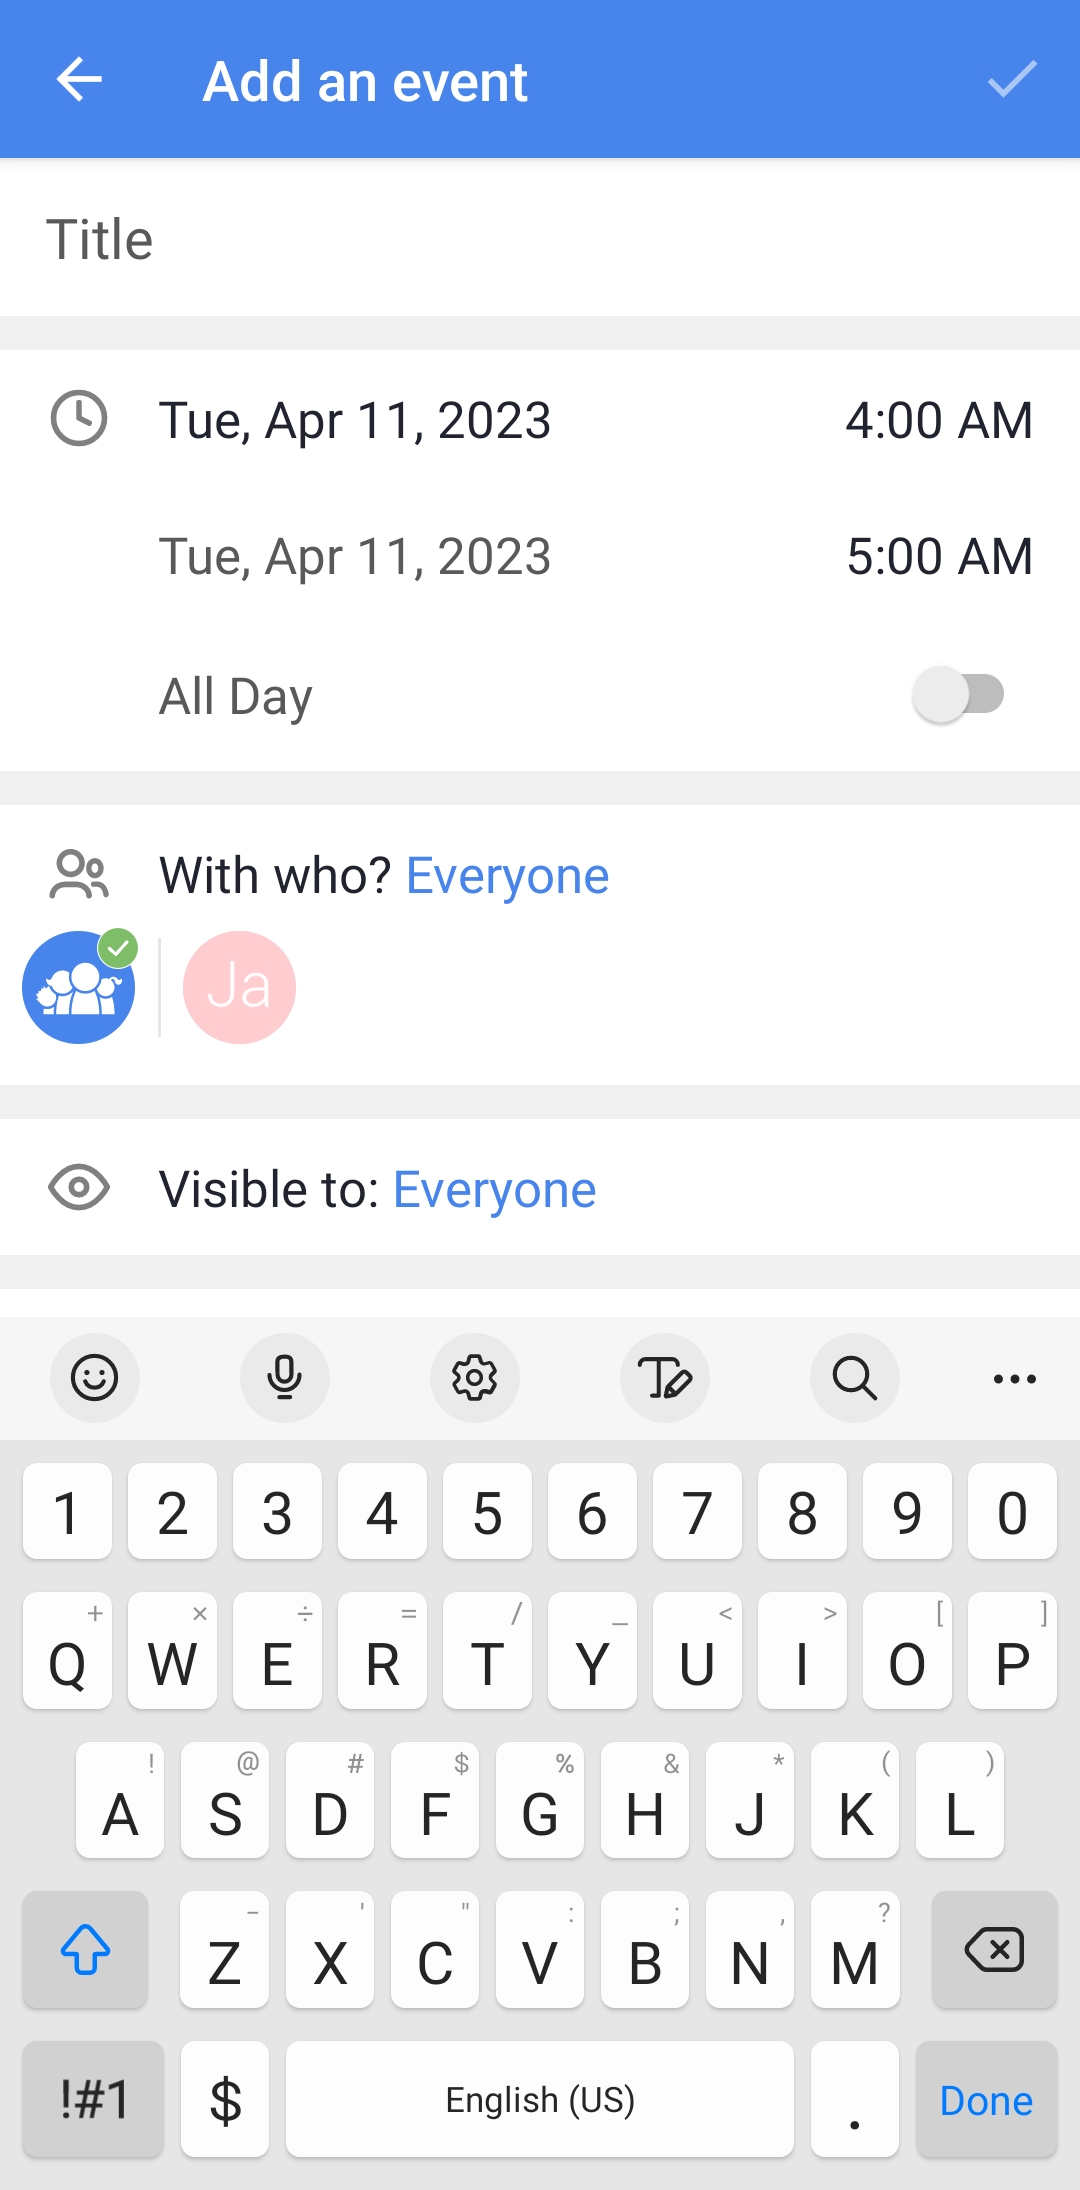 Add an event
Title
Tue, Apr 11, 2023 4:00 AM
Tue, Apr 11, 2023 5:00 AM
All Day
With who? Everyone
Ja
Visible to: Everyone
1 2 3 4 5 6 7 8 9 0
+ × ÷ = / _ < > [ ]
Q W E R T Y U I O P
! @ # $ % & * ( )
A S D F G H J K L
- ' " : ; , ?
Z X C V B N M
!#1 $ English (US) . Done